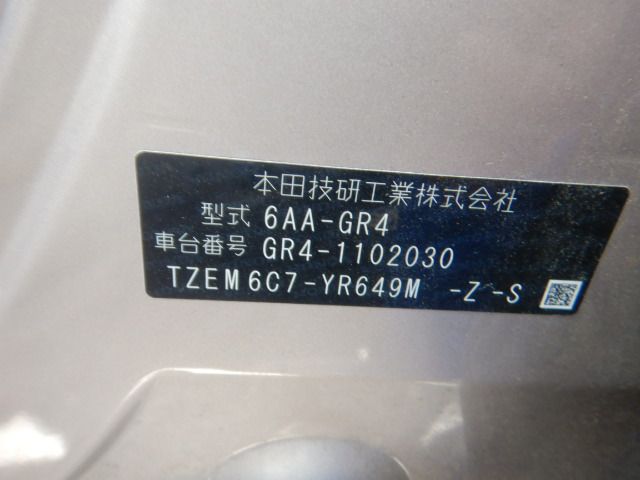 本田技研工業株式会社
型式 6AA-GR4
車台番号 GR4-1102030
TZEM6C7-YR649M -Z -S